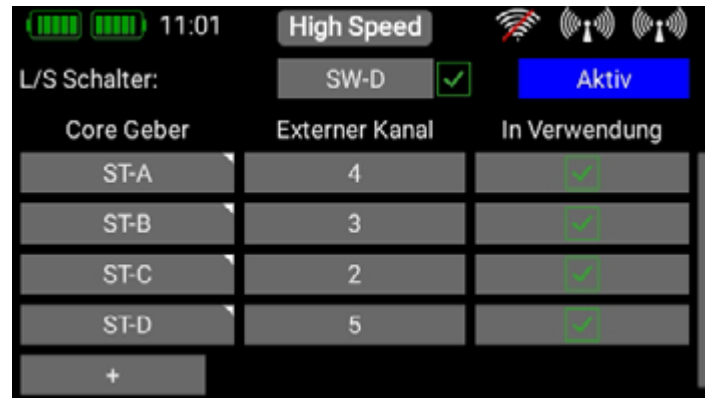 11:01 High Speed
L/S Schalter: SW-D Aktiv
Core Geber Externer Kanal In Verwendung
ST-A 4
ST-B 3
ST-C 2
ST-D 5
+